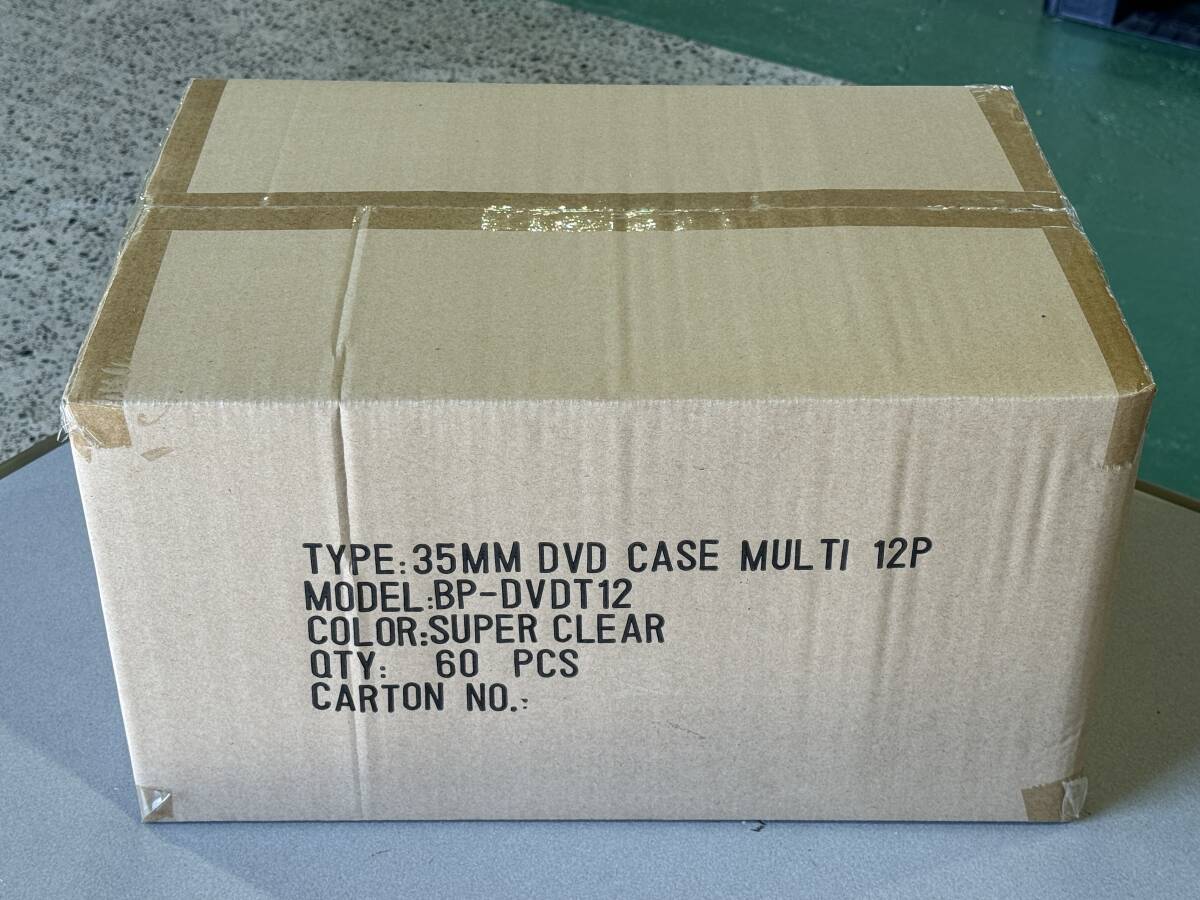 TYPE:35MM DVD CASE MULTI 12P
MODEL:BP-DVDT12
COLOR:SUPER CLEAR
QTY: 60 PCS
CARTON NO.: